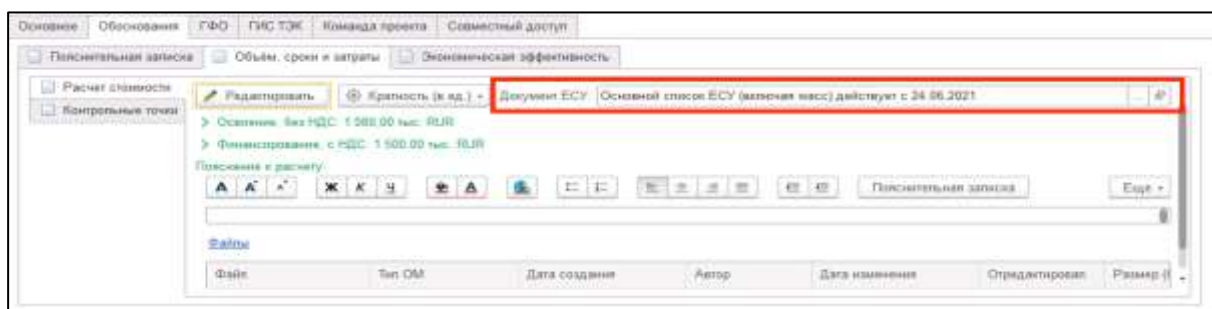 Основное Обоснования ГФО ГИС ТЭК Команда проекта Совместный доступ
Пояснительная записка Объём, сроки и затраты Экономическая эффективность
Расчет стоимости Редактировать Кратность (в ед.) Документ ЕСУ Основной список ЕСУ (включая масс) действует с 24.06.2021 ...
Контрольные точки
> Освоение, без НДС: 1 500,00 тыс. RUR
> Финансирование, с НДС: 1 500,00 тыс. RUR
Пояснения к расчету
А А А Ж К Ч А Пояснительная записка Еще
Файлы
Файл Тип ОМ Дата создания Автор Дата изменения Отредактировал Размер (